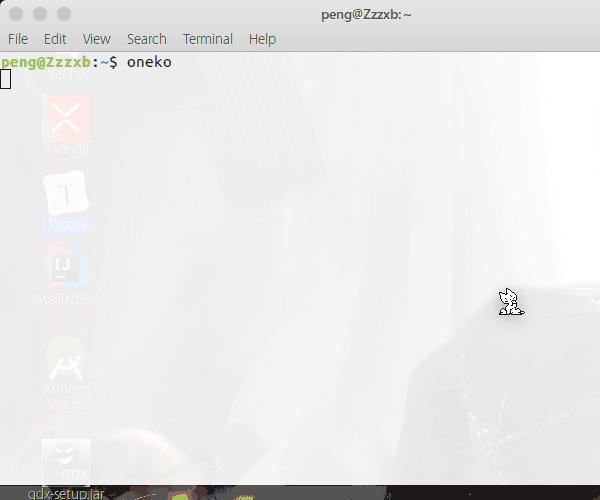 peng@Zzzxb: ~
File Edit View Search Terminal Help
peng@Zzzxb:~$ oneko
WeChat
XMind8
T
Typora
IJ
IntelliJ IDEA
Android
Studio
GDX
gdx-setup.jar